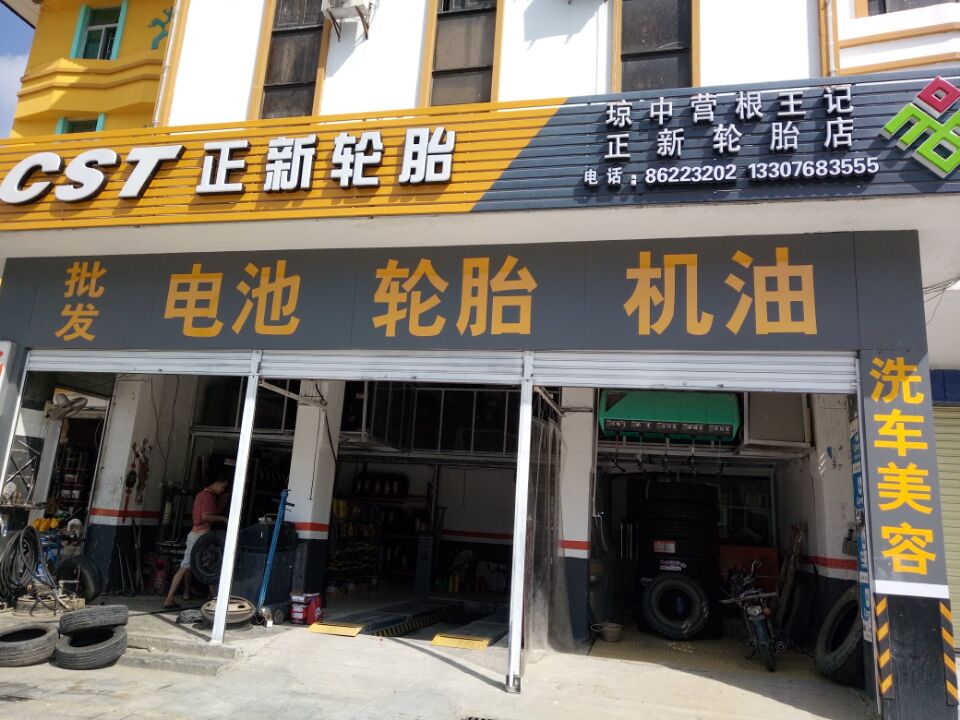 CST 正新轮胎
琼中营根王记
正新轮胎店
电话:86223202 13307683555
批发 电池 轮胎 机油
洗车美容